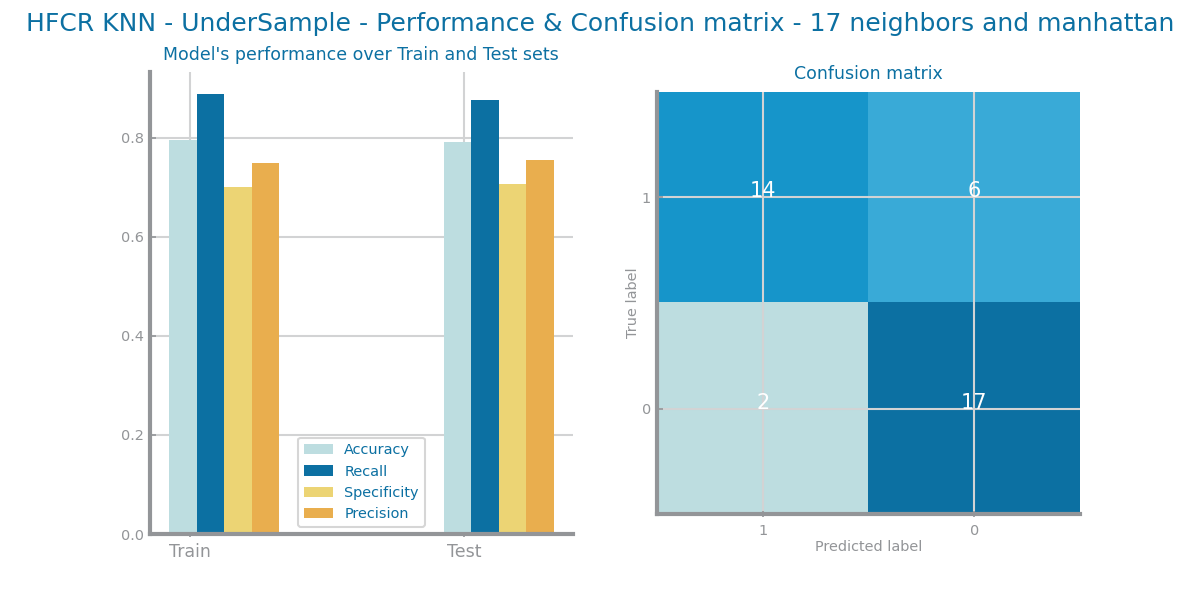 HFCR KNN - UnderSample - Performance & Confusion matrix - 17 neighbors and manhattan
Model's performance over Train and Test sets
0.8
0.6
0.4
0.2
0.0
Train
Test
Accuracy
Recall
Specificity
Precision
Confusion matrix
True label
1
0
14
6
2
17
1
0
Predicted label